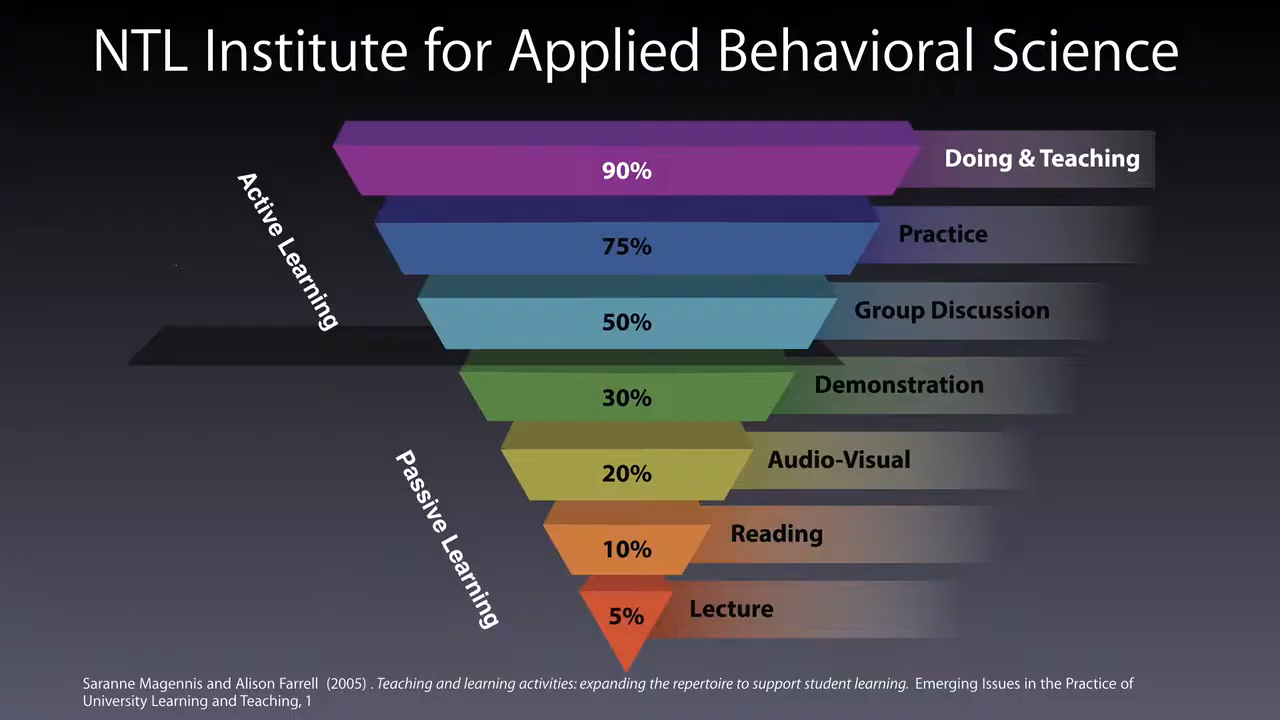 NTL Institute for Applied Behavioral Science
90%
Doing & Teaching
75%
Practice
50%
Group Discussion
Active Learning
30%
Demonstration
20%
Audio-Visual
10%
Reading
5%
Lecture
Passive Learning
Saranne Magennis and Alison Farrell (2005) . Teaching and learning activities: expanding the repertoire to support student learning. Emerging Issues in the Practice of
University Learning and Teaching, 1